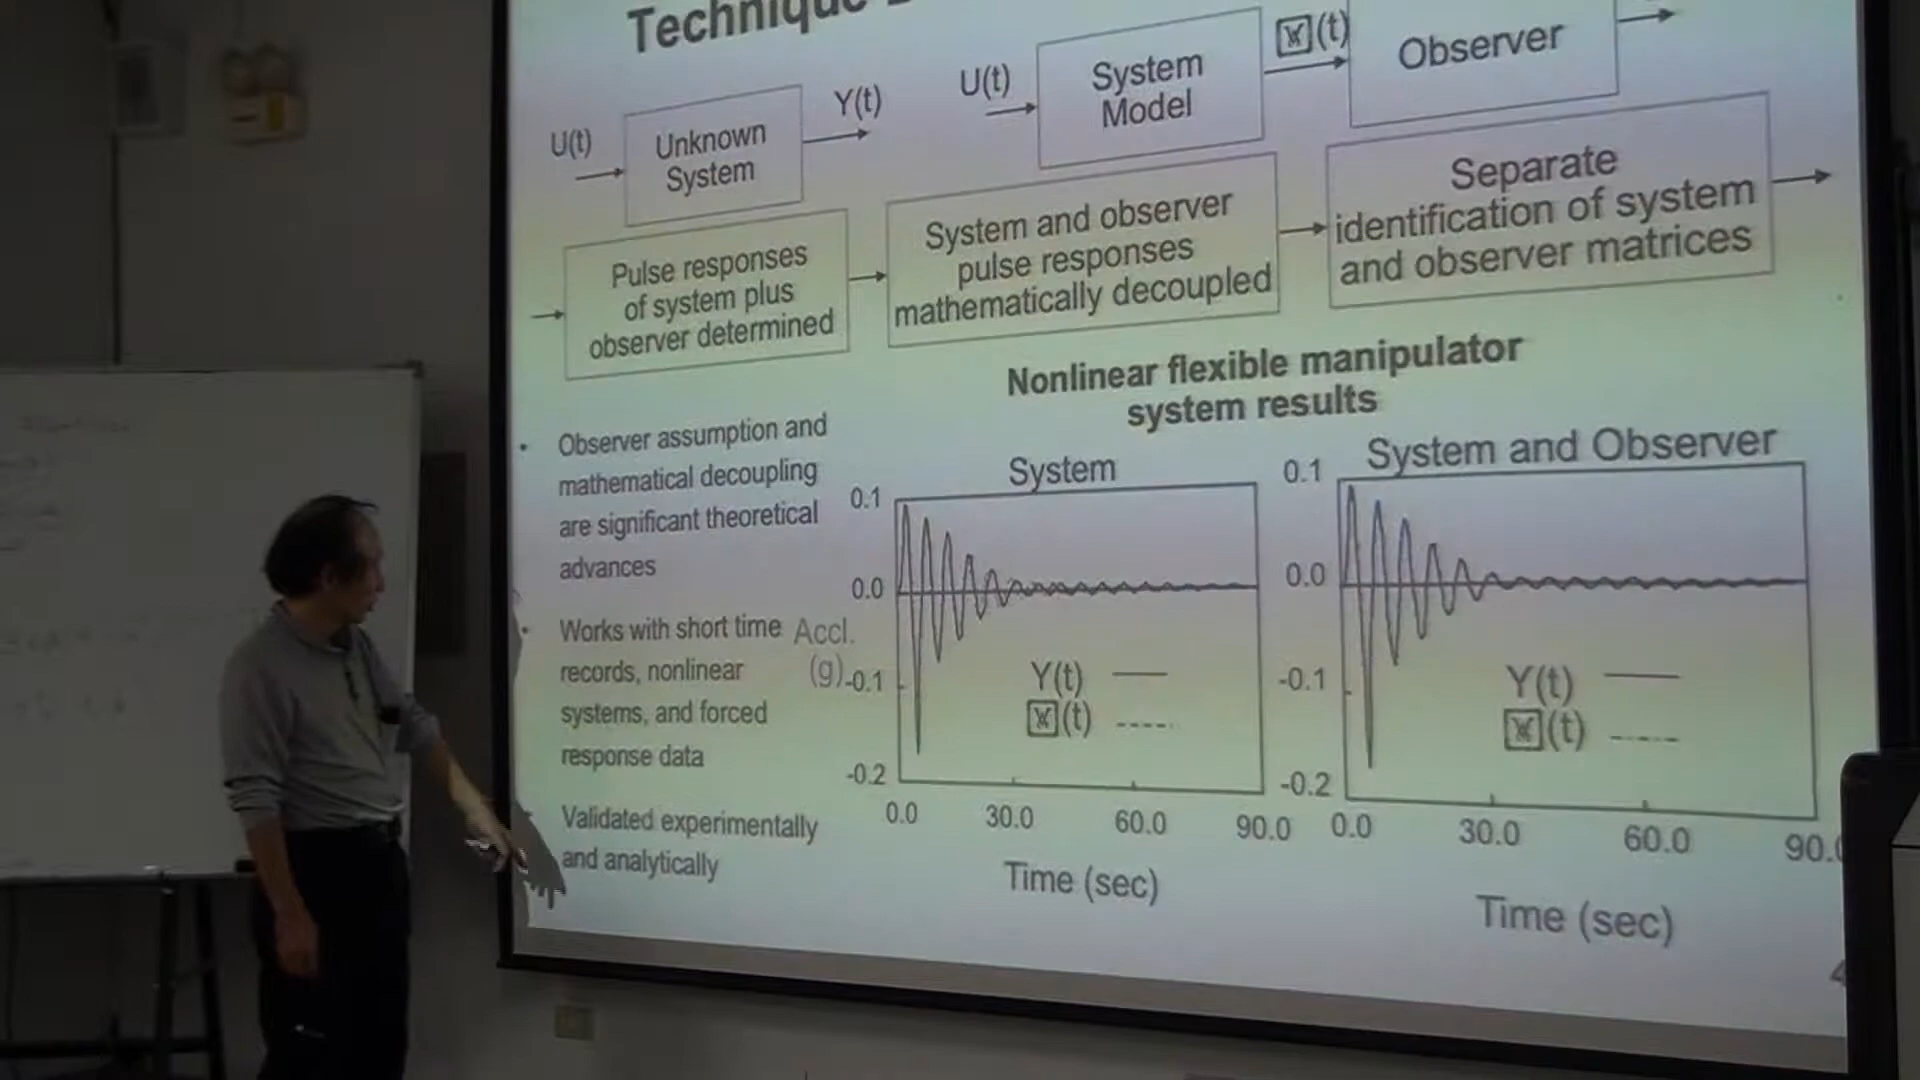 Technique
U(t)
Unknown
System
Y(t)
U(t)
System
Model
(t)
Observer
Pulse responses
of system plus
observer determined
System and observer
pulse responses
mathematically decoupled
Separate
identification of system
and observer matrices
• Observer assumption and
mathematical decoupling
are significant theoretical
advances
• Works with short time
records, nonlinear
systems, and forced
response data
Validated experimentally
and analytically
Nonlinear flexible manipulator
system results
System
0.1
0.0
Accl.
(g)
-0.1
-0.2
Y(t)
(t)
0.0 30.0 60.0 90.0
Time (sec)
System and Observer
0.1
0.0
-0.1
-0.2
Y(t)
(t)
0.0 30.0 60.0 90.
Time (sec)